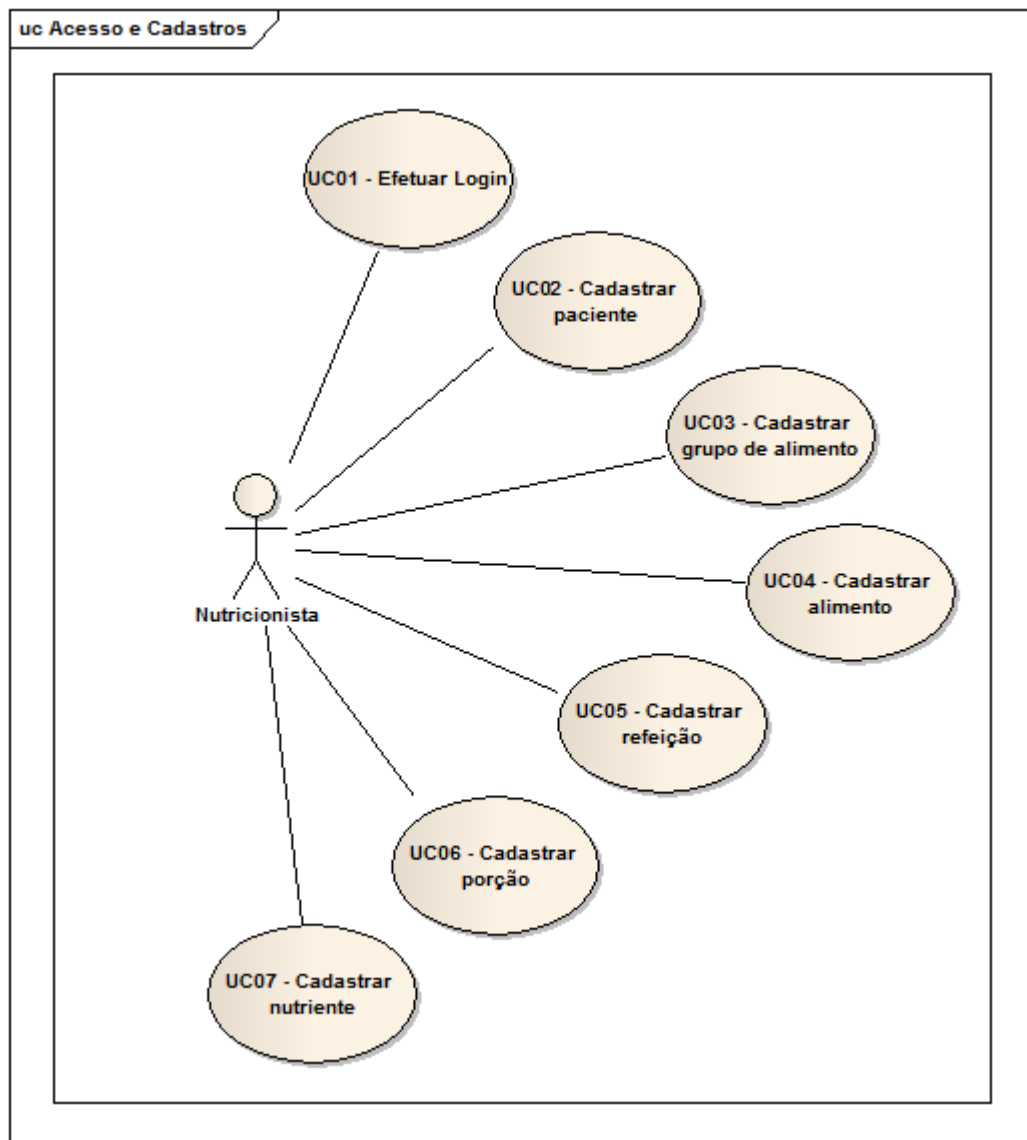 uc Acesso e Cadastros
UC01 - Efetuar Login
UC02 - Cadastrar
paciente
UC03 - Cadastrar
grupo de alimento
UC04 - Cadastrar
alimento
Nutricionista
UC05 - Cadastrar
refeição
UC06 - Cadastrar
porção
UC07 - Cadastrar
nutriente